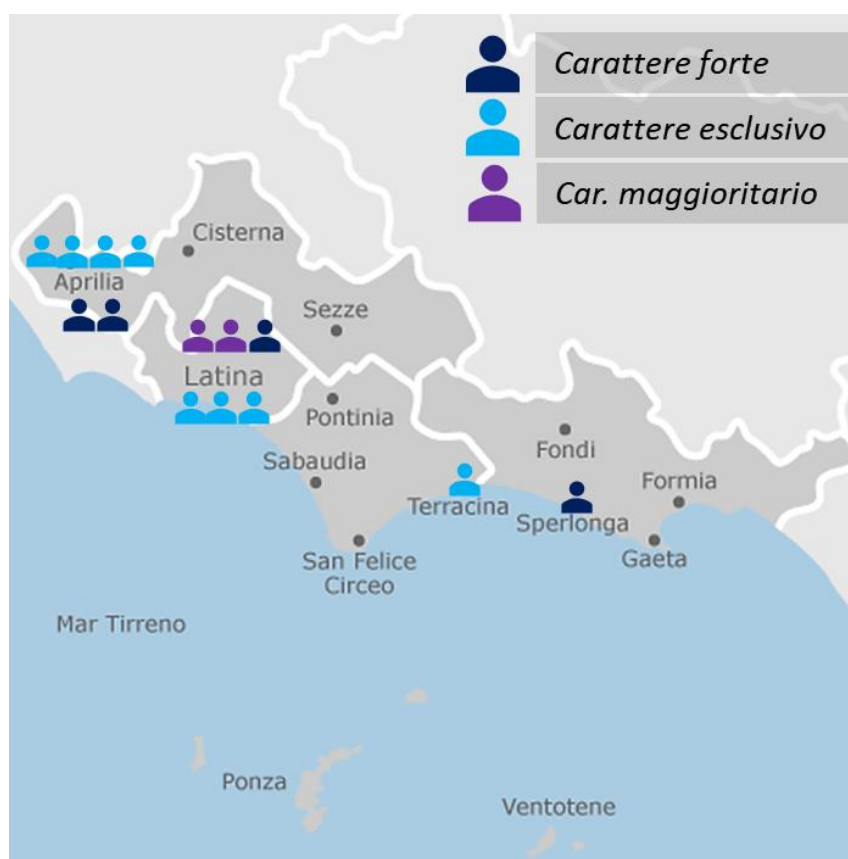 Carattere forte
Carattere esclusivo
Car. maggioritario
Cisterna
Aprilia
Sezze
Latina
Pontinia
Fondi
Sabaudia
Formia
Terracina
Sperlonga
San Felice
Circeo
Gaeta
Mar Tirreno
Ponza
Ventotene